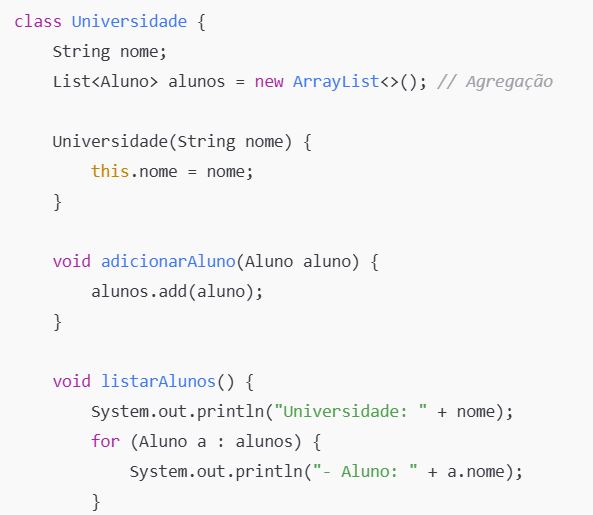 class Universidade {
    String nome;
    List<Aluno> alunos = new ArrayList<>(); // Agregação

    Universidade(String nome) {
        this.nome = nome;
    }

    void adicionarAluno(Aluno aluno) {
        alunos.add(aluno);
    }

    void listarAlunos() {
        System.out.println("Universidade: " + nome);
        for (Aluno a : alunos) {
            System.out.println("- Aluno: " + a.nome);
        }